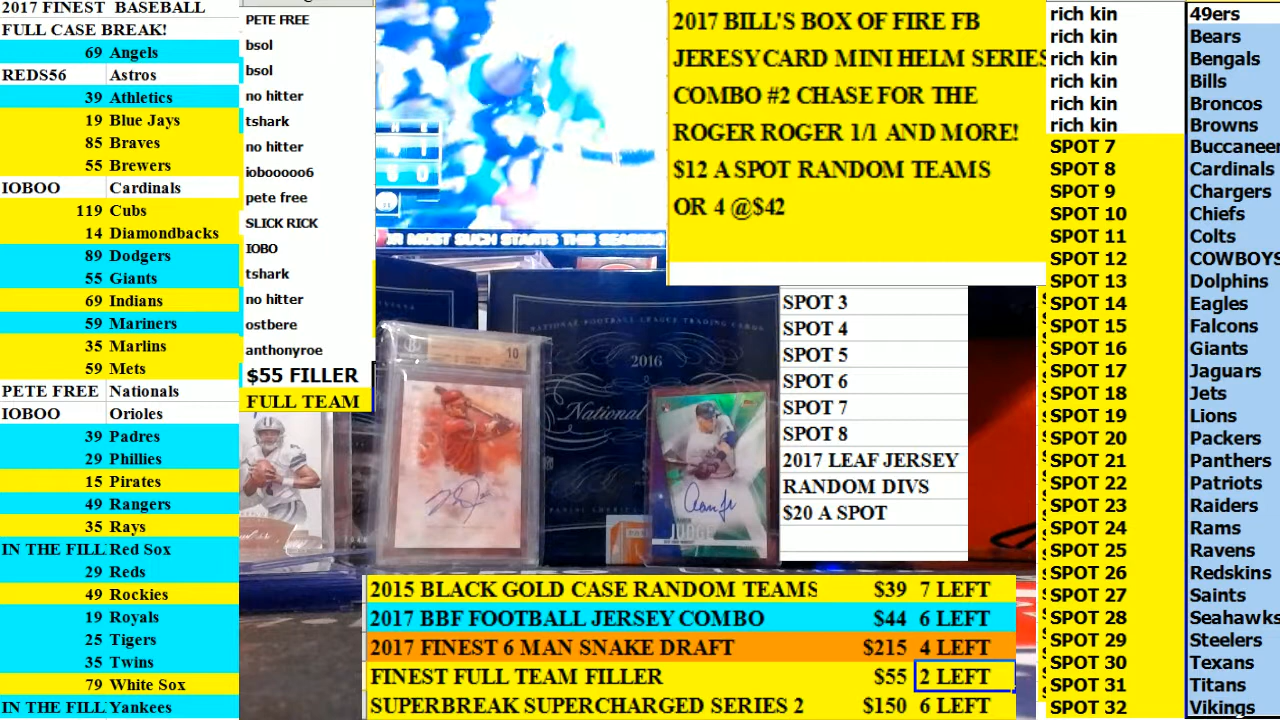 2017 FINEST BASEBALL
FULL CASE BREAK!
69 Angels
REDS56 Astros
39 Athletics
19 Blue Jays
85 Braves
55 Brewers
IOBOO Cardinals
119 Cubs
14 Diamondbacks
89 Dodgers
55 Giants
69 Indians
59 Mariners
35 Marlins
59 Mets
PETE FREE Nationals
IOBOO Orioles
39 Padres
29 Phillies
15 Pirates
49 Rangers
35 Rays
IN THE FILL Red Sox
29 Reds
49 Rockies
19 Royals
25 Tigers
35 Twins
79 White Sox
IN THE FILL Yankees
PETE FREE
bsol
bsol
no hitter
tshark
no hitter
iobooooo6
pete free
SLICK RICK
IOBO
tshark
no hitter
ostbere
anthonyroe
$55 FILLER
FULL TEAM
MOST SUCH STARTS THIS SEASON
2017 BILL'S BOX OF FIRE FB
JERESY CARD MINI HELM SERIES
COMBO #2 CHASE FOR THE
ROGER ROGER 1/1 AND MORE!
$12 A SPOT RANDOM TEAMS
OR 4 @$42
NATIONAL FOOTBALL LEAGUE TRADING CARDS
2016
National
10
JUDGE
SPOT 3
SPOT 4
SPOT 5
SPOT 6
SPOT 7
SPOT 8
2017 LEAF JERSEY
RANDOM DIVS
$20 A SPOT
2015 BLACK GOLD CASE RANDOM TEAMS $39 7 LEFT
2017 BBF FOOTBALL JERSEY COMBO $44 6 LEFT
2017 FINEST 6 MAN SNAKE DRAFT $215 4 LEFT
FINEST FULL TEAM FILLER $55 2 LEFT
SUPERBREAK SUPERCHARGED SERIES 2 $150 6 LEFT
rich kin 49ers
rich kin Bears
rich kin Bengals
rich kin Bills
rich kin Broncos
rich kin Browns
SPOT 7 Buccaneer
SPOT 8 Cardinals
SPOT 9 Chargers
SPOT 10 Chiefs
SPOT 11 Colts
SPOT 12 COWBOYS
SPOT 13 Dolphins
SPOT 14 Eagles
SPOT 15 Falcons
SPOT 16 Giants
SPOT 17 Jaguars
SPOT 18 Jets
SPOT 19 Lions
SPOT 20 Packers
SPOT 21 Panthers
SPOT 22 Patriots
SPOT 23 Raiders
SPOT 24 Rams
SPOT 25 Ravens
SPOT 26 Redskins
SPOT 27 Saints
SPOT 28 Seahawks
SPOT 29 Steelers
SPOT 30 Texans
SPOT 31 Titans
SPOT 32 Vikings